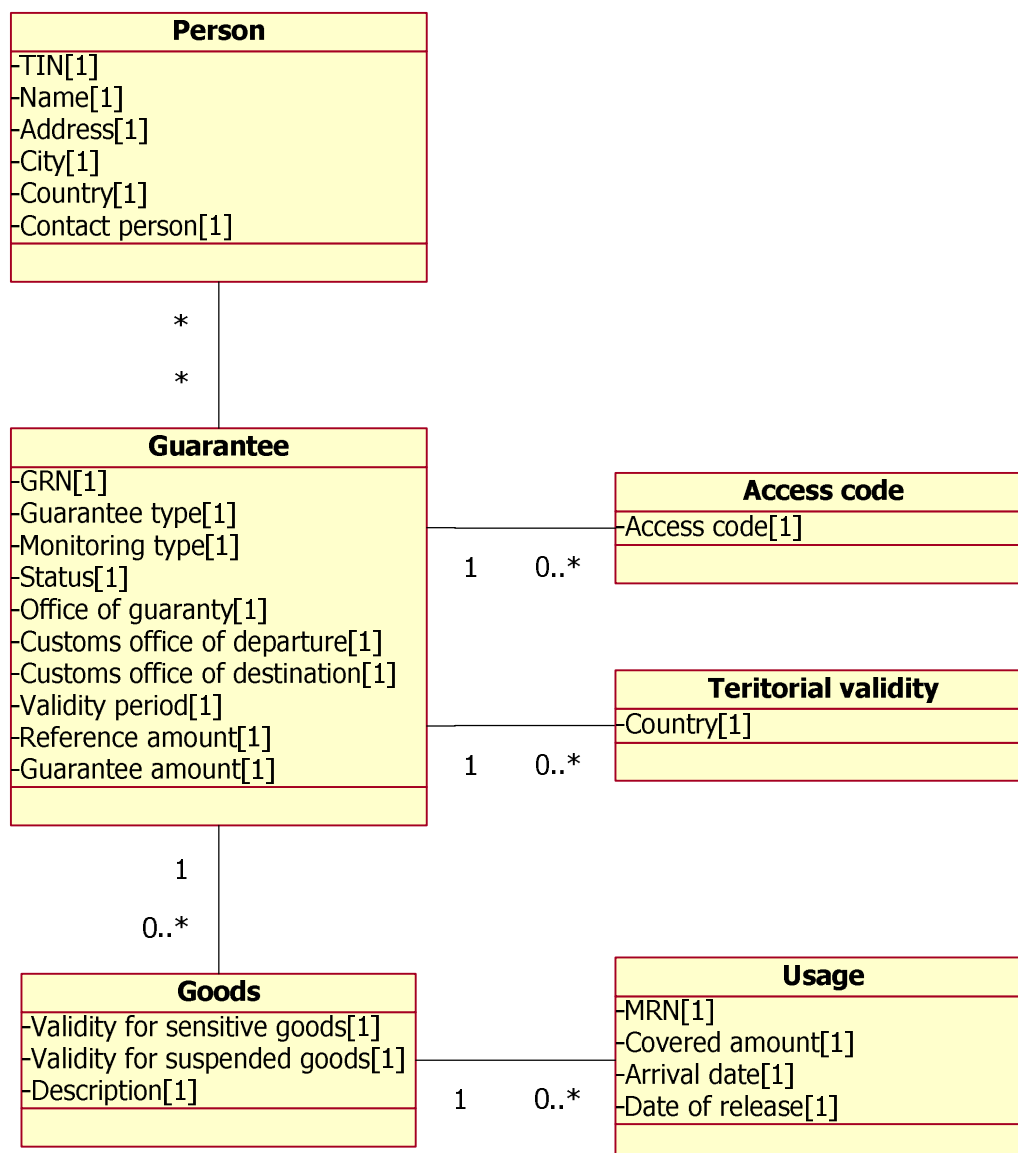 Person
-TIN[1]
-Name[1]
-Address[1]
-City[1]
-Country[1]
-Contact person[1]
*
*
Guarantee
-GRN[1]
-Guarantee type[1]
-Monitoring type[1]
-Status[1]
-Office of guaranty[1]
-Customs office of departure[1]
-Customs office of destination[1]
-Validity period[1]
-Reference amount[1]
-Guarantee amount[1]
Access code
-Access code[1]
1 0..*
Teritorial validity
-Country[1]
1 0..*
1
0..*
Goods
-Validity for sensitive goods[1]
-Validity for suspended goods[1]
-Description[1]
1 0..*
Usage
-MRN[1]
-Covered amount[1]
-Arrival date[1]
-Date of release[1]